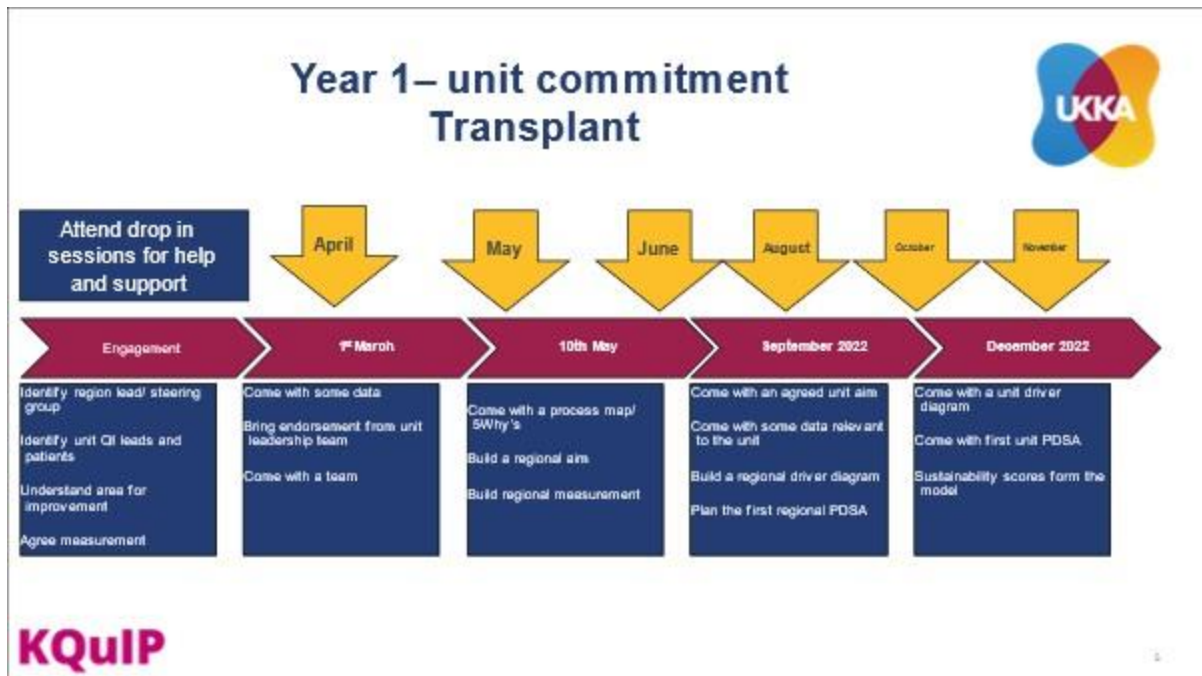 Year 1– unit commitment
Transplant
UKKA
Attend drop in
sessions for help
and support
April
May
June
August
October
November
Engagement
1st March
10th May
September 2022
December 2022
Identify region lead/ steering
group
Identify unit QI leads and
patients
Understand area for
improvement
Agree measurement
Come with some data
Bring endorsement from unit
leadership team
Come with a team
Come with a process map/
5Why's
Build a regional aim
Build regional measurement
Come with an agreed unit aim
Come with some data relevant
to the unit
Build a regional driver diagram
Plan the first regional PDSA
Come with a unit driver
diagram
Come with first unit PDSA
Sustainability scores form the
model
KQuIP